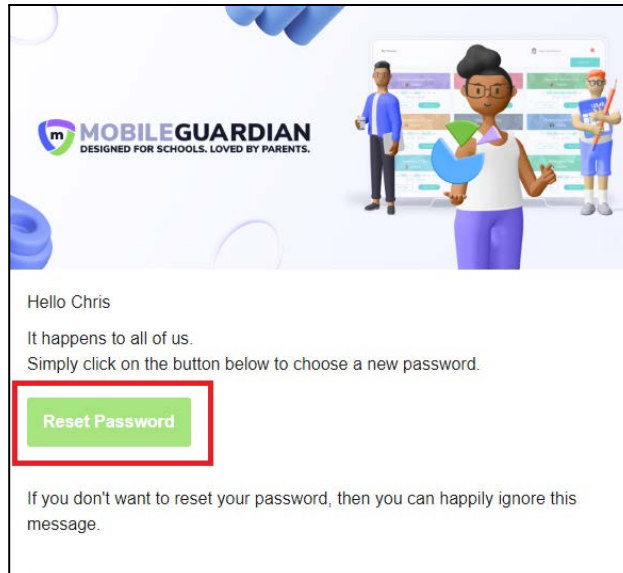 m MOBILEGUARDIAN
DESIGNED FOR SCHOOLS. LOVED BY PARENTS.
Hello Chris
It happens to all of us.
Simply click on the button below to choose a new password.
Reset Password
If you don't want to reset your password, then you can happily ignore this
message.